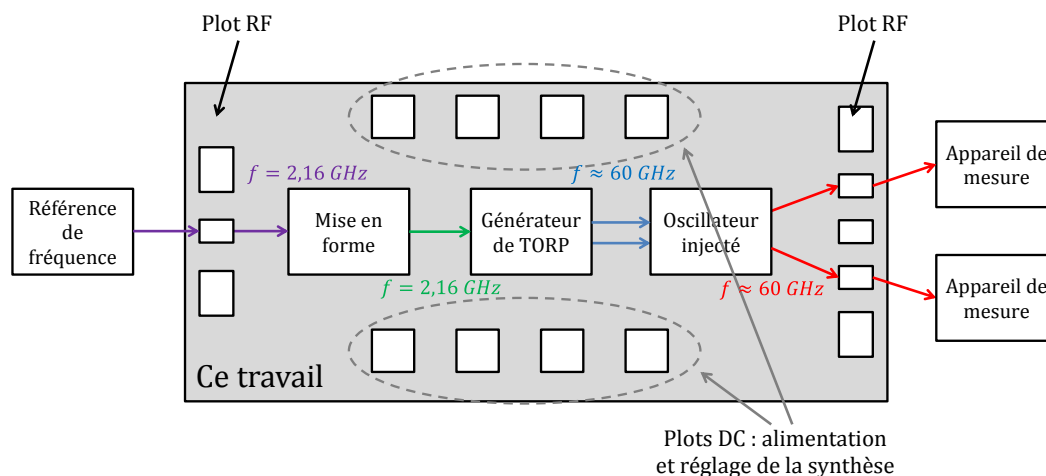 Plot RF
Plot RF
f = 2,16 GHz
f ≈ 60 GHz
Référence
de
fréquence
Mise en
forme
Générateur
de TORP
Oscillateur
injecté
Appareil de
mesure
Appareil de
mesure
f = 2,16 GHz
f ≈ 60 GHz
Ce travail
Plots DC : alimentation
et réglage de la synthèse